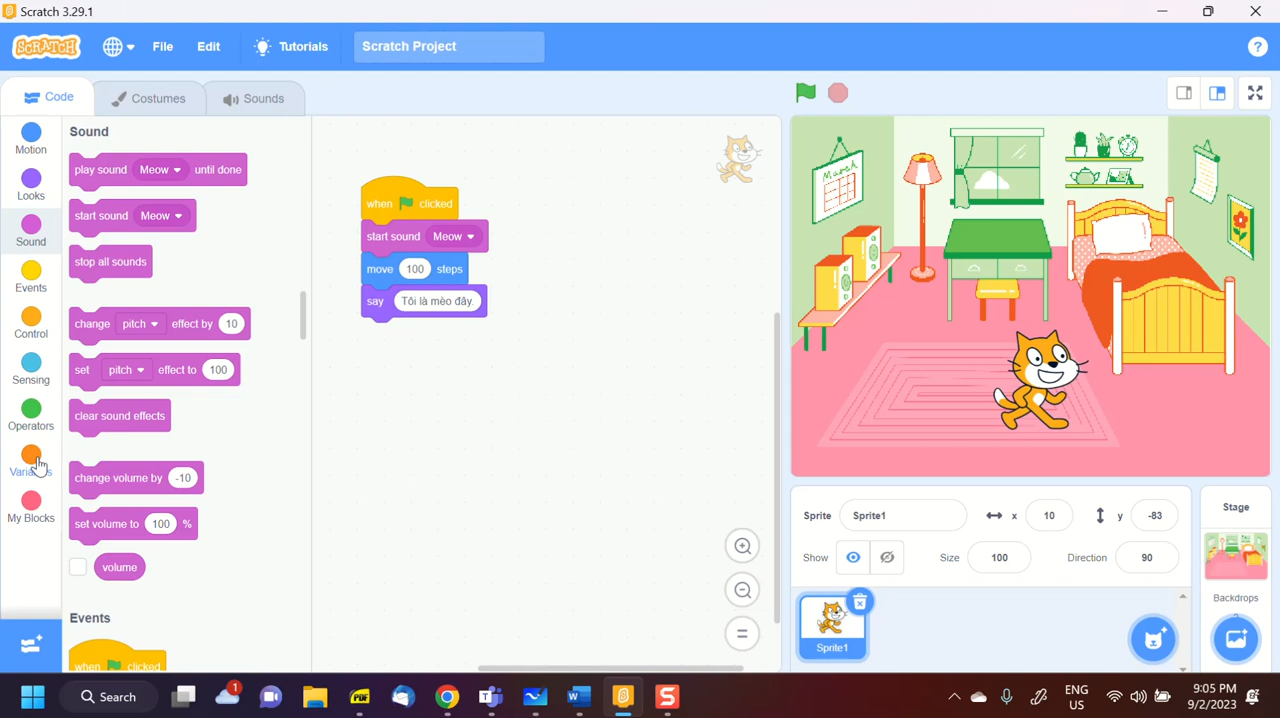 Scratch 3.29.1
SCRATCH
File
Edit
Tutorials
Scratch Project
?
Code
Costumes
Sounds
Motion
Looks
Sound
Events
Control
Sensing
Operators
My Blocks
Sound
play sound Meow until done
start sound Meow
stop all sounds
change pitch effect by 10
set pitch effect to 100
clear sound effects
change volume by -10
set volume to 100 %
volume
Events
when clicked
when clicked
start sound Meow
move 100 steps
say Tôi là mèo đây.
March
Sprite
Sprite1
x 10
y -83
Show
Size 100
Direction 90
Sprite1
Stage
Backdrops
Search
1
PDF
W
T
S
ENG
US
9:05 PM
9/2/2023